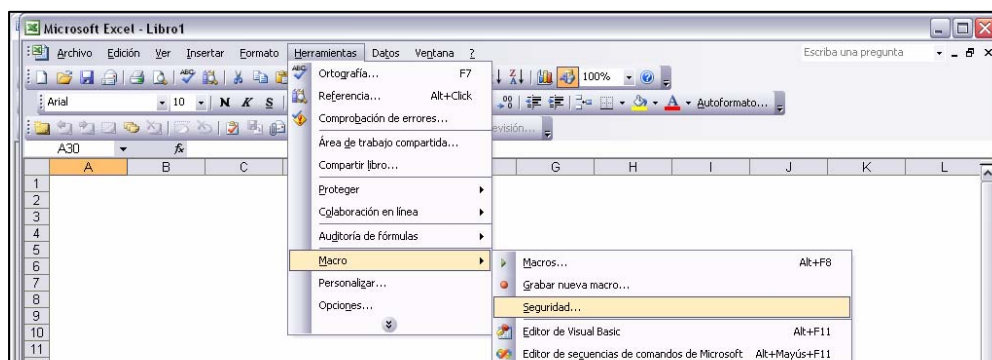 Microsoft Excel - Libro1
Archivo Edición Ver Insertar Formato Herramientas Datos Ventana ? Escriba una pregunta
100%
Arial 10 N K S Autoformato...
evisión...
A30 fx
A B C G H I J K L
1
2
3
4
5
6
7
8
9
10
11
Ortografía... F7
Referencia... Alt+Click
Comprobación de errores...
Área de trabajo compartida...
Compartir libro...
Proteger
Colaboración en línea
Auditoría de fórmulas
Macro
Personalizar...
Opciones...
Macros... Alt+F8
Grabar nueva macro...
Seguridad...
Editor de Visual Basic Alt+F11
Editor de secuencias de comandos de Microsoft Alt+Mayús+F11